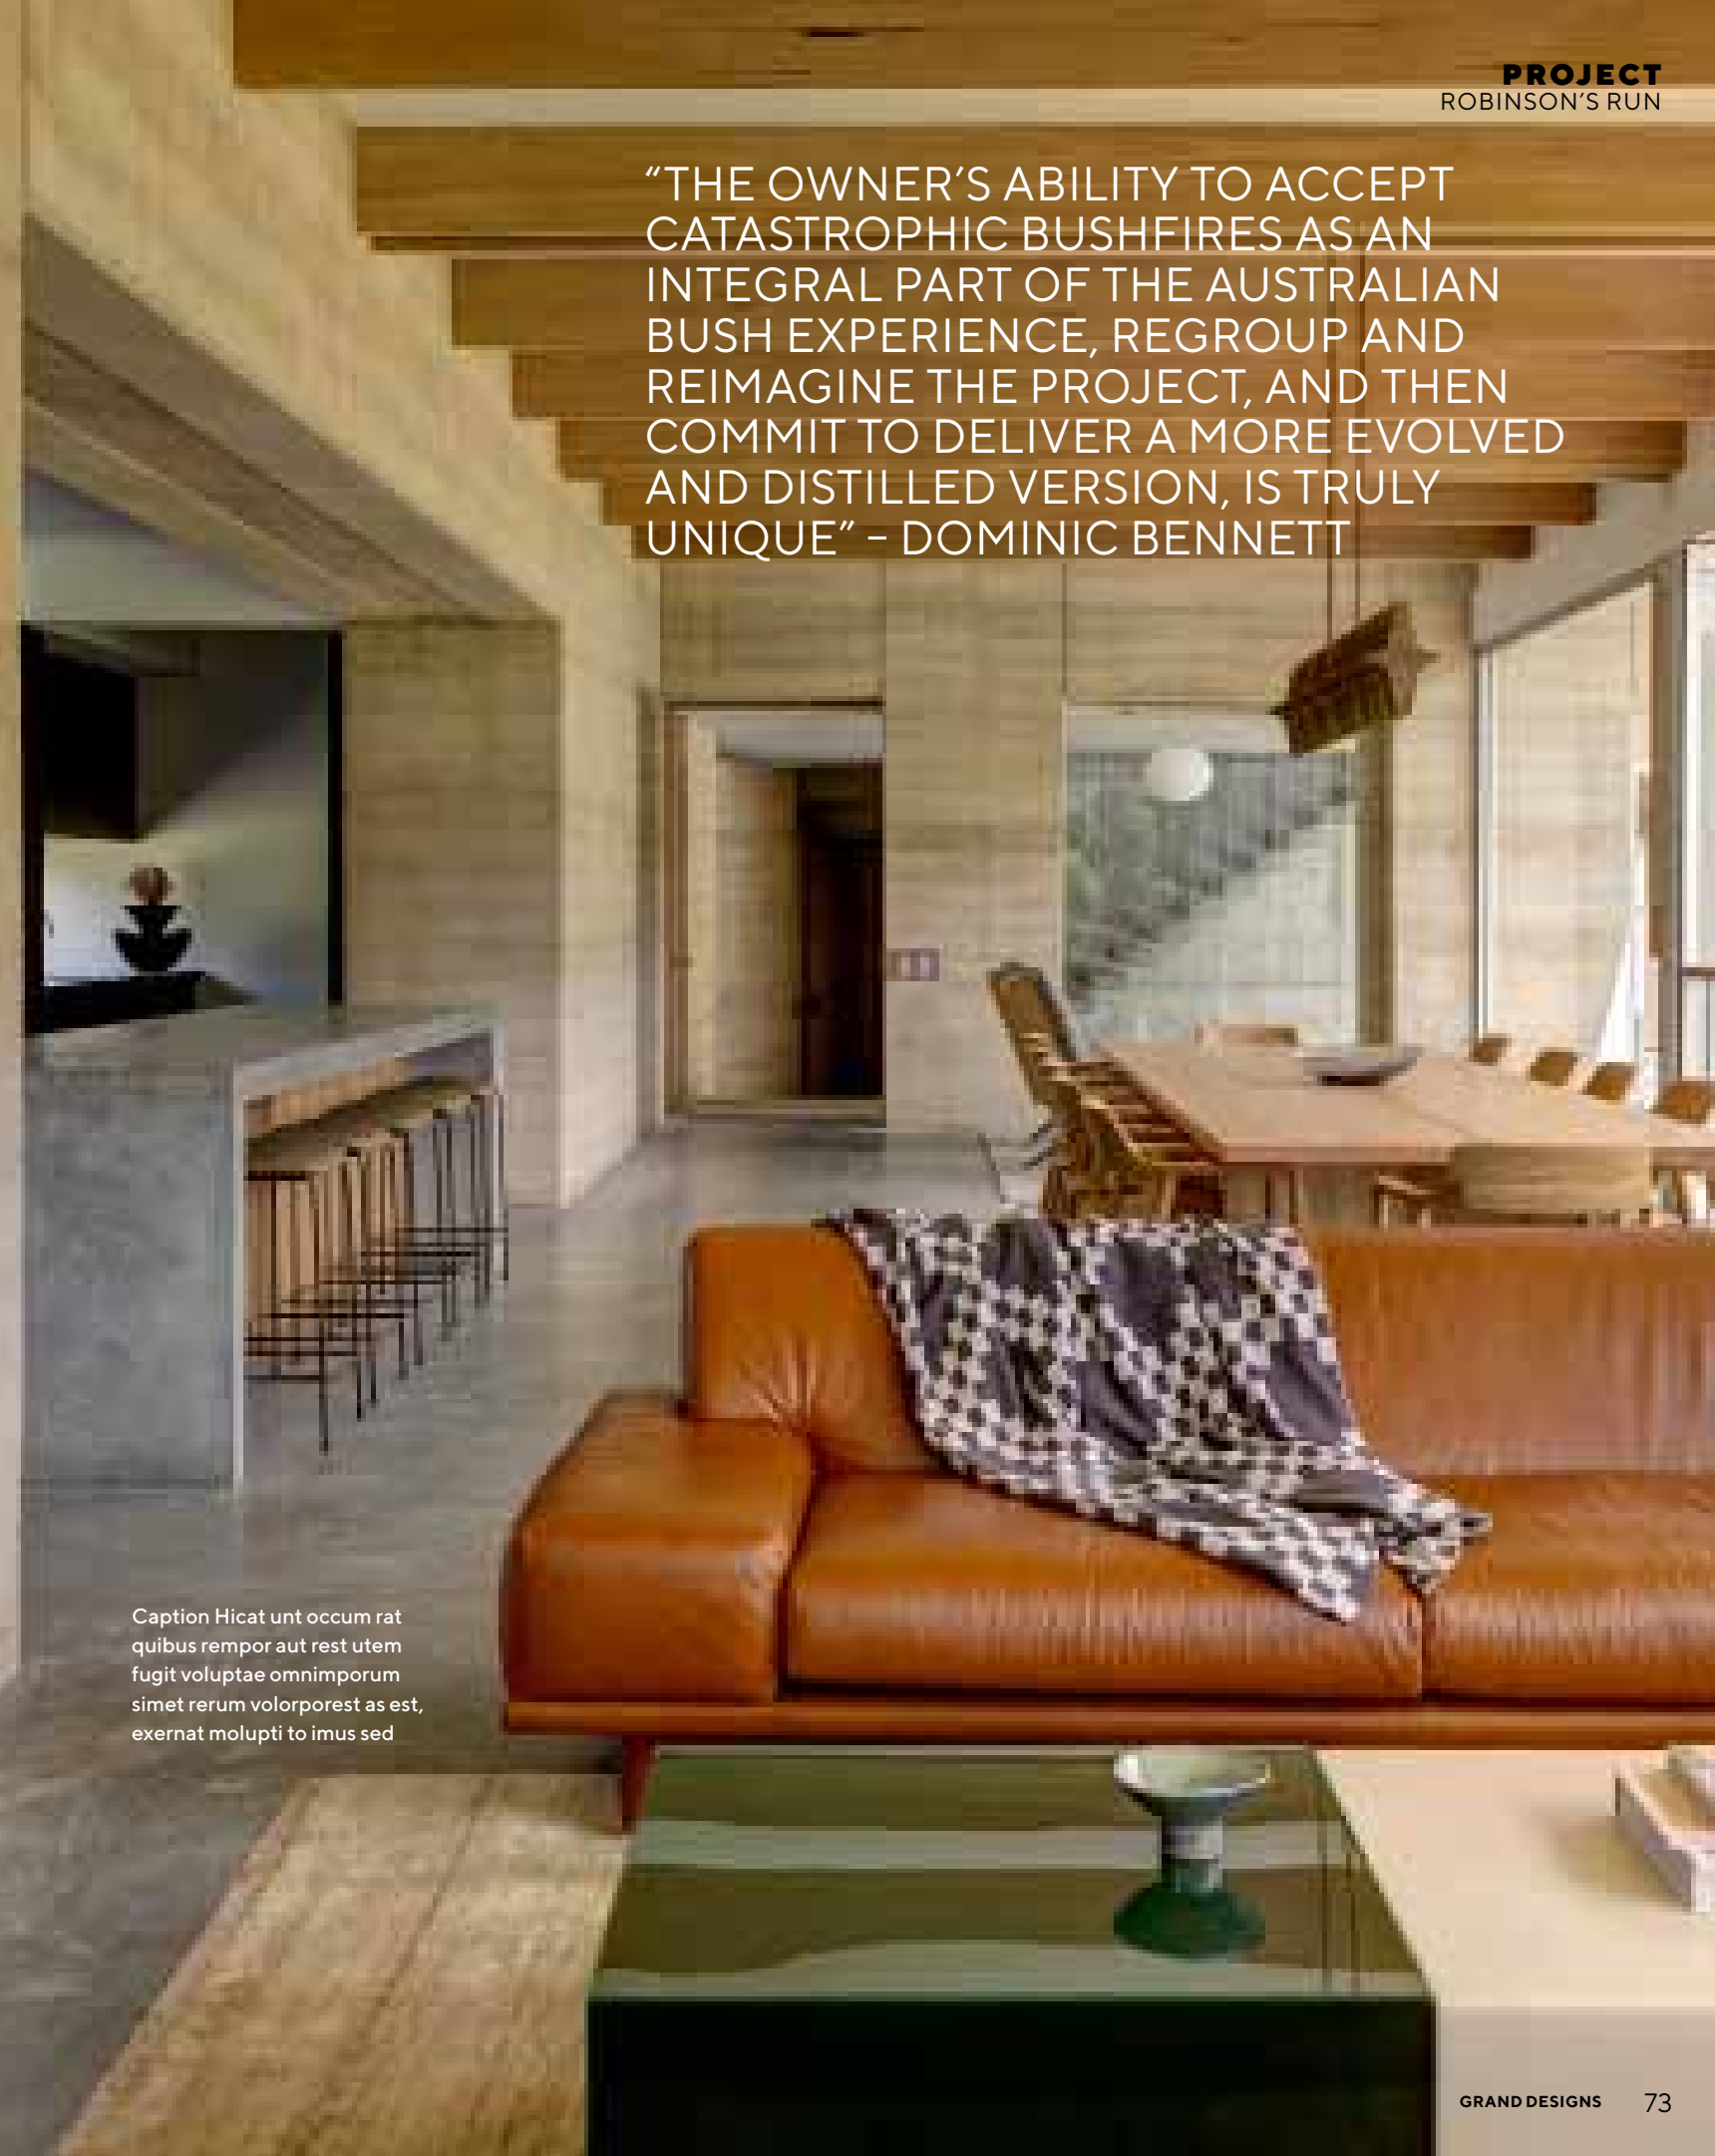 PROJECT
ROBINSON’S RUN
“THE OWNER’S ABILITY TO ACCEPT
CATASTROPHIC BUSHFIRES AS AN
INTEGRAL PART OF THE AUSTRALIAN
BUSH EXPERIENCE, REGROUP AND
REIMAGINE THE PROJECT, AND THEN
COMMIT TO DELIVER A MORE EVOLVED
AND DISTILLED VERSION, IS TRULY
UNIQUE” – DOMINIC BENNETT
Caption Hicat unt occum rat
quibus rempor aut rest utem
fugit voluptae omnimporum
simet rerum volorporest as est,
exernat molupti to imus sed
GRAND DESIGNS 73